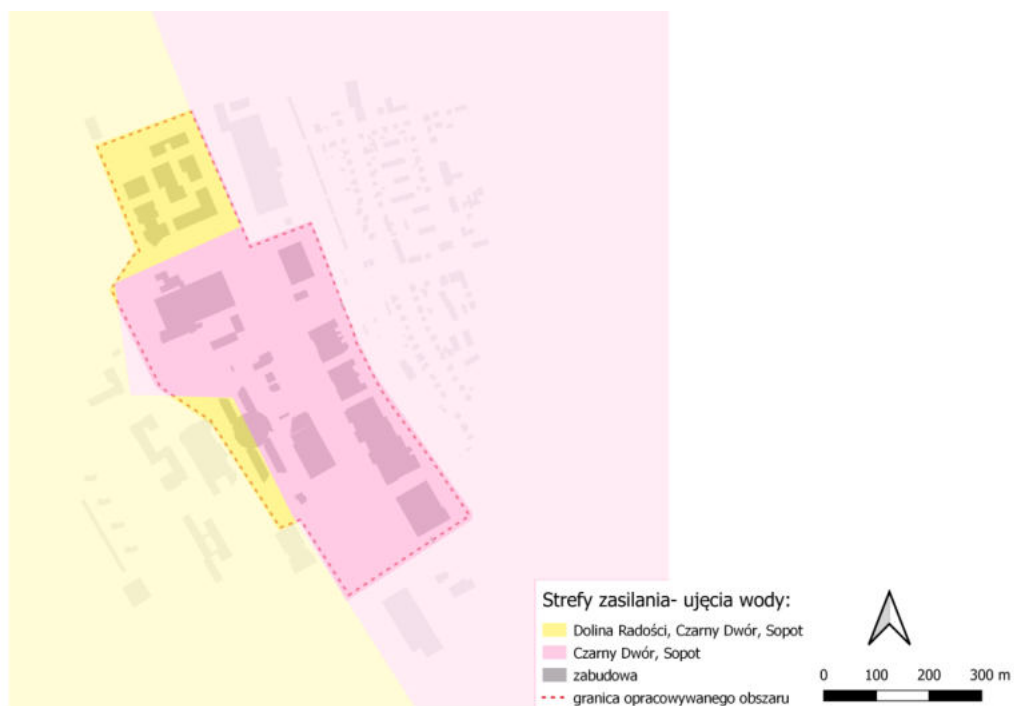 Strefy zasilania- ujęcia wody:
Dolina Radości, Czarny Dwór, Sopot
Czarny Dwór, Sopot
zabudowa
granica opracowywanego obszaru
0 100 200 300 m